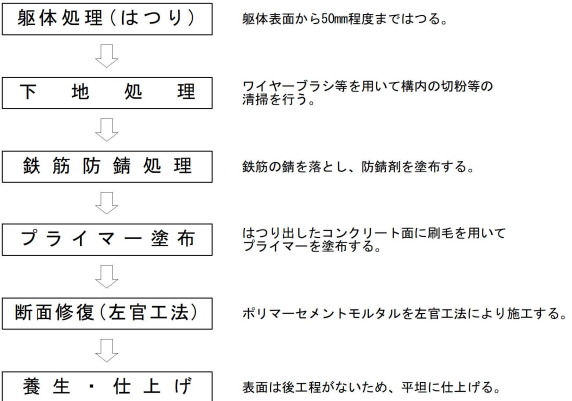 躯体処理(はつり)
躯体表面から50mm程度まではつる。
下地処理
ワイヤーブラシ等を用いて構内の切粉等の
清掃を行う。
鉄筋防錆処理
鉄筋の錆を落とし、防錆剤を塗布する。
プライマー塗布
はつり出したコンクリート面に刷毛を用いて
プライマーを塗布する。
断面修復(左官工法)
ポリマーセメントモルタルを左官工法により施工する。
養生・仕上げ
表面は後工程がないため、平坦に仕上げる。